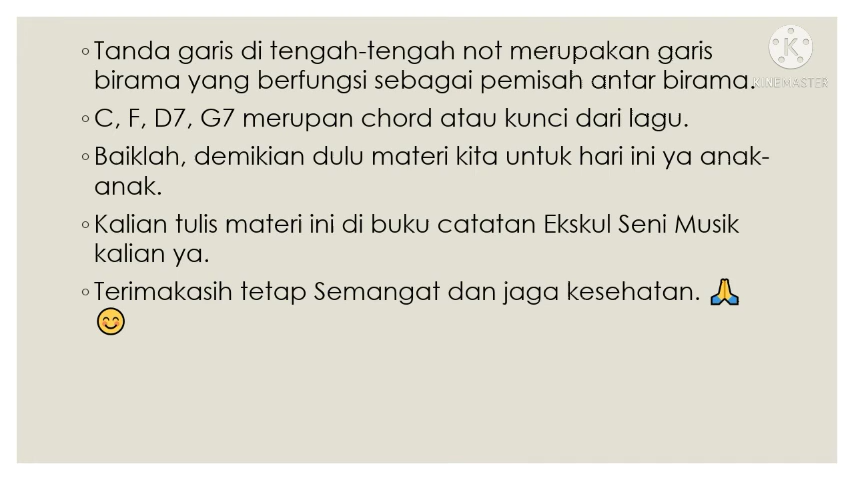 ◦ Tanda garis di tengah-tengah not merupakan garis
birama yang berfungsi sebagai pemisah antar birama.
KINEMASTER
◦ C, F, D7, G7 merupan chord atau kunci dari lagu.
◦ Baiklah, demikian dulu materi kita untuk hari ini ya anak-
anak.
◦ Kalian tulis materi ini di buku catatan Ekskul Seni Musik
kalian ya.
◦ Terimakasih tetap Semangat dan jaga kesehatan. 🙏
😊